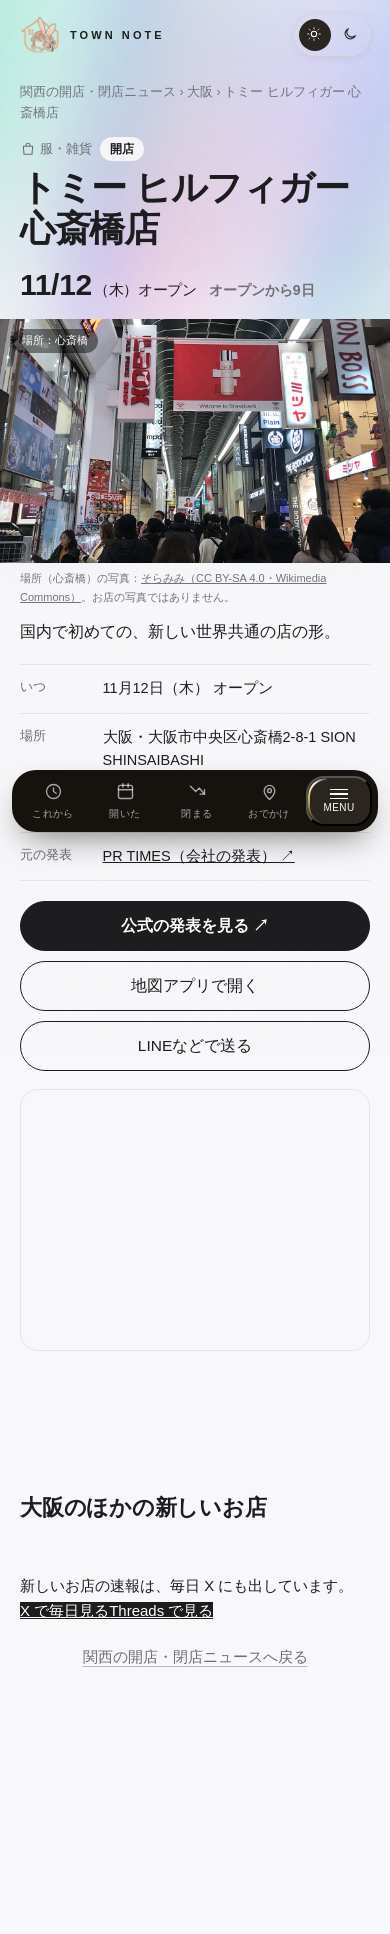 TOWN NOTE
関西の開店・閉店ニュース › 大阪 › トミー ヒルフィガー 心
斎橋店
服・雑貨 開店
トミー ヒルフィガー
心斎橋店
11/12（木）オープン オープンから9日
場所：心斎橋
ON BOSS
Welcome to Shinsaibashi
ミツヤ
Plain
ミツヤ
THE BODY SHOP
場所（心斎橋）の写真：そらみみ（CC BY-SA 4.0・Wikimedia
Commons）。お店の写真ではありません。
国内で初めての、新しい世界共通の店の形。
いつ 11月12日（木） オープン
場所 大阪・大阪市中央区心斎橋2-8-1 SION
SHINSAIBASHI
これから 開いた 閉まる おでかけ MENU
元の発表 PR TIMES（会社の発表） ↗
公式の発表を見る ↗
地図アプリで開く
LINEなどで送る
大阪のほかの新しいお店
新しいお店の速報は、毎日 X にも出しています。
X で毎日見るThreads で見る
関西の開店・閉店ニュースへ戻る